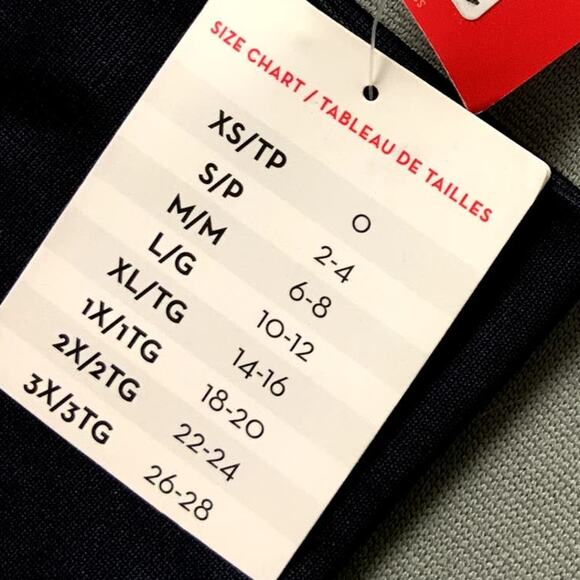 SIZE CHART / TABLEAU DE TAILLES
XS/TP 0
S/P 2-4
M/M 6-8
L/G 10-12
XL/TG 14-16
1X/1TG 18-20
2X/2TG 22-24
3X/3TG 26-28